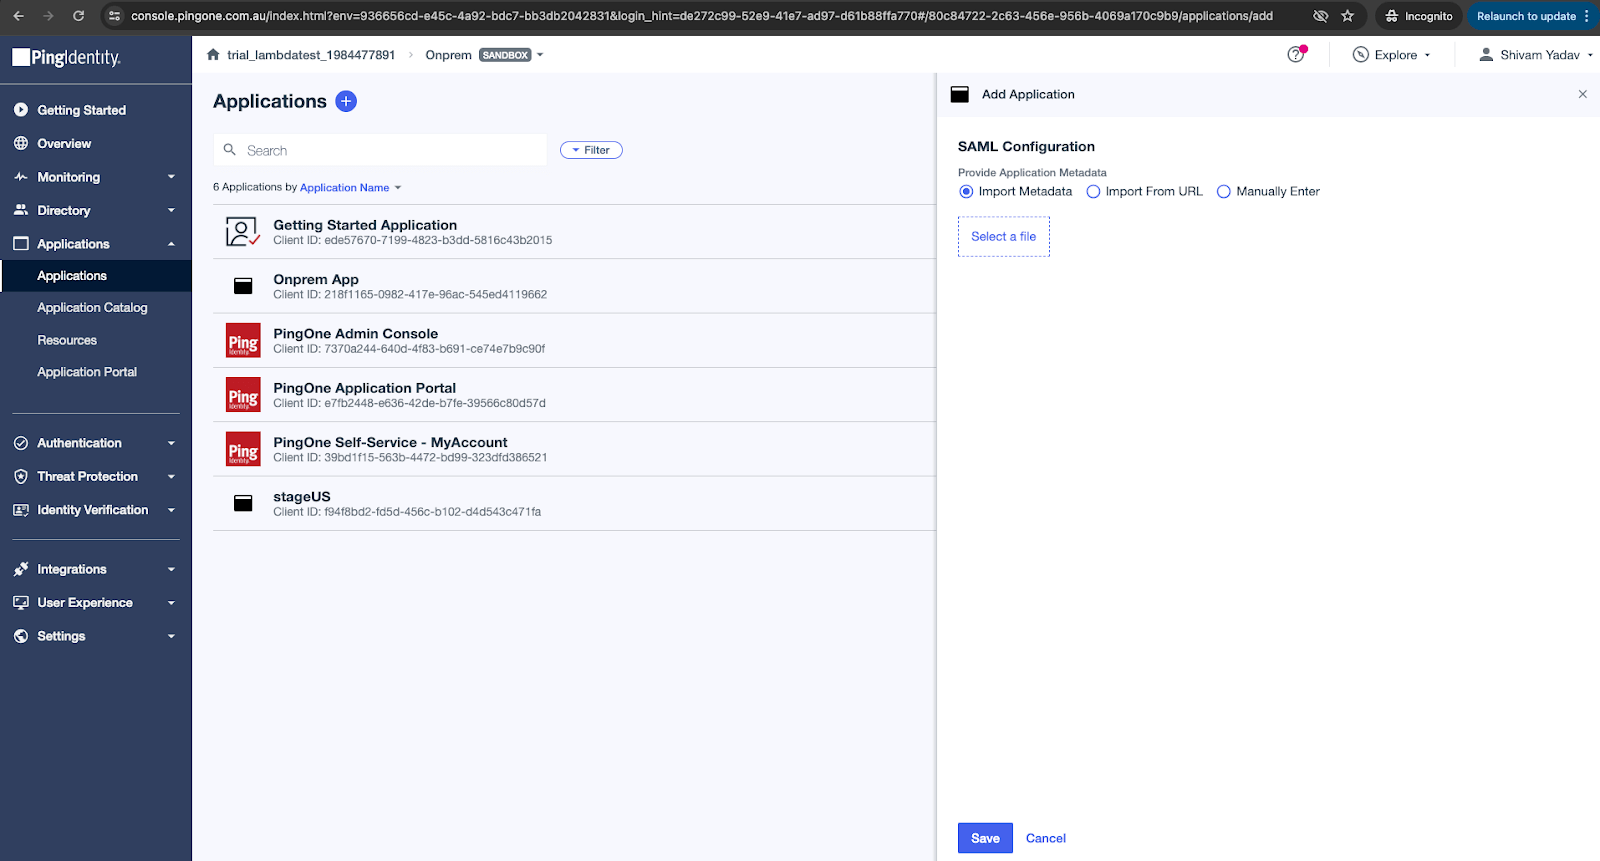 console.pingone.com.au/index.html?env=936656cd-e45c-4a92-bdc7-bb3db2042831&login_hint=de272c99-52e9-41e7-ad97-d61b88ffa770#/80c84722-2c63-456e-956b-4069a170c9b9/applications/add
Incognito
Relaunch to update
PingIdentity.
trial_lambdatest_1984477891
Onprem SANDBOX
Explore
Shivam Yadav
Getting Started
Overview
Monitoring
Directory
Applications
Applications
Application Catalog
Resources
Application Portal
Authentication
Threat Protection
Identity Verification
Integrations
User Experience
Settings
Applications
Search
Filter
6 Applications by Application Name
Getting Started Application
Client ID: ede57670-7199-4823-b3dd-5816c43b2015
Onprem App
Client ID: 218f1165-0982-417e-96ac-545ed4119662
Ping
Identity
PingOne Admin Console
Client ID: 7370a244-640d-4f83-b691-ce74e7b9c90f
Ping
Identity
PingOne Application Portal
Client ID: e7fb2448-e636-42de-b7fe-39566c80d57d
Ping
Identity
PingOne Self-Service - MyAccount
Client ID: 39bd1f15-563b-4472-bd99-323dfd386521
stageUS
Client ID: f94f8bd2-fd5d-456c-b102-d4d543c471fa
Add Application
SAML Configuration
Provide Application Metadata
Import Metadata Import From URL Manually Enter
Select a file
Save Cancel